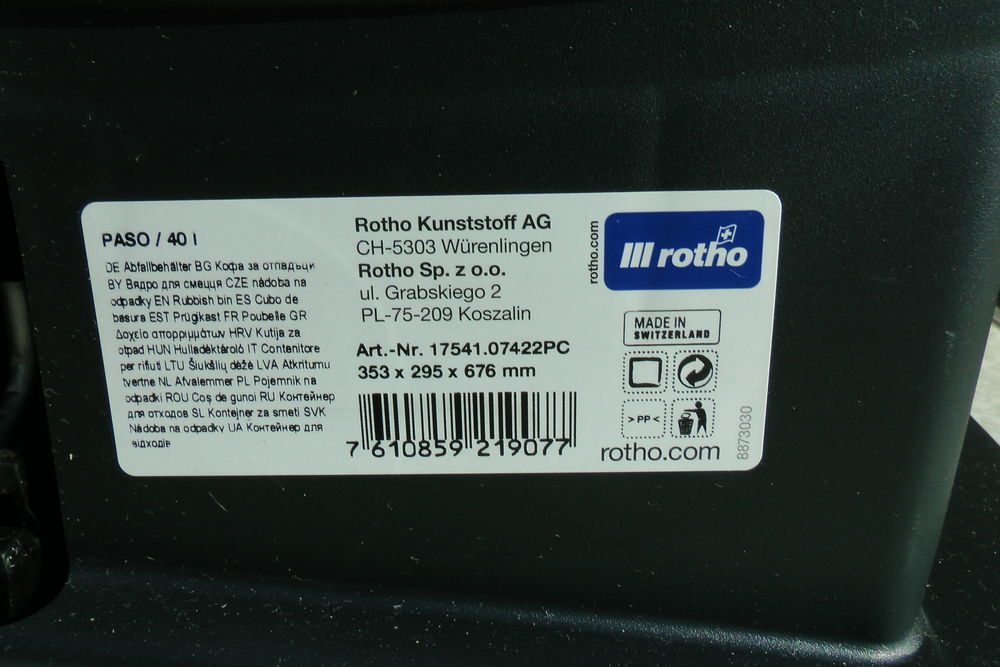 PASO / 40 l
DE Abfallbehälter BG Кофа за отпадъци
BY Вядро для смецця CZE nádoba na
odpadky EN Rubbish bin ES Cubo de
basura EST Prügikast FR Poubelle GR
Δοχείο απορριμμάτων HRV Kutija za
otpad HUN Hulladéktároló IT Contenitore
per rifiuti LTU Šiukšlių dėžė LVA Atkritumu
tvertne NL Afvalemmer PL Pojemnik na
odpadki ROU Coş de gunoi RU Контейнер
для отходов SL Kontejner za smeti SVK
Nádoba na odpadky UA Контейнер для
відходів
Rotho Kunststoff AG
CH-5303 Würenlingen
Rotho Sp. z o.o.
ul. Grabskiego 2
PL-75-209 Koszalin
Art.-Nr. 17541.07422PC
353 x 295 x 676 mm
7 610859 219077
rotho.com
rotho
MADE IN
SWITZERLAND
>PP<
rotho.com
8873030